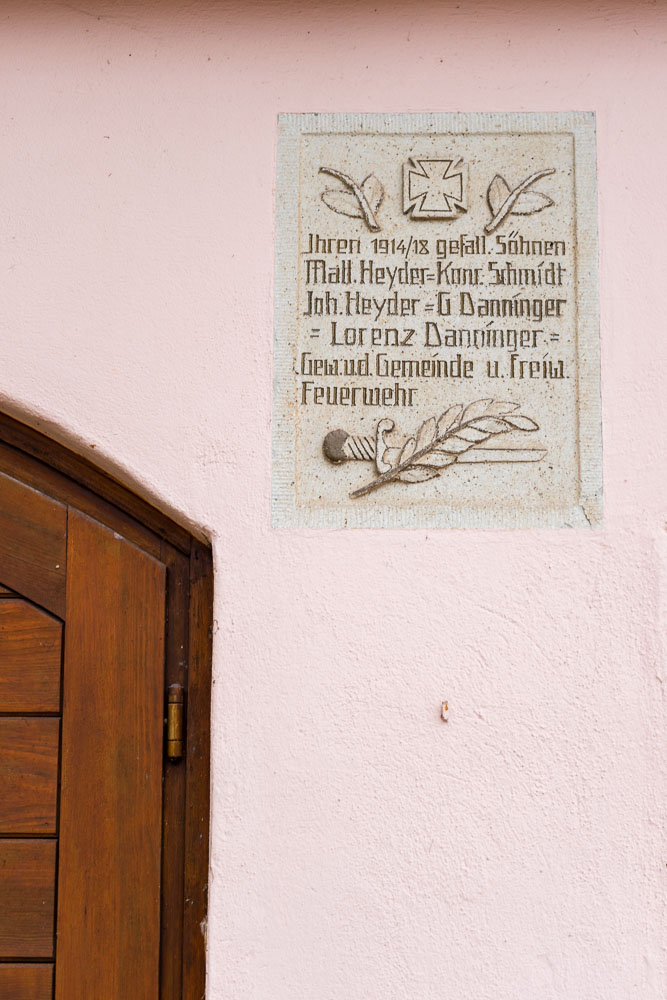 Ihren 1914/18 gefall. Söhnen
Matt. Heyder=Konr. Schmidt
Joh. Heyder = G Danninger
= Lorenz Danninger =
Gew. u. d. Gemeinde u. freiw.
Feuerwehr